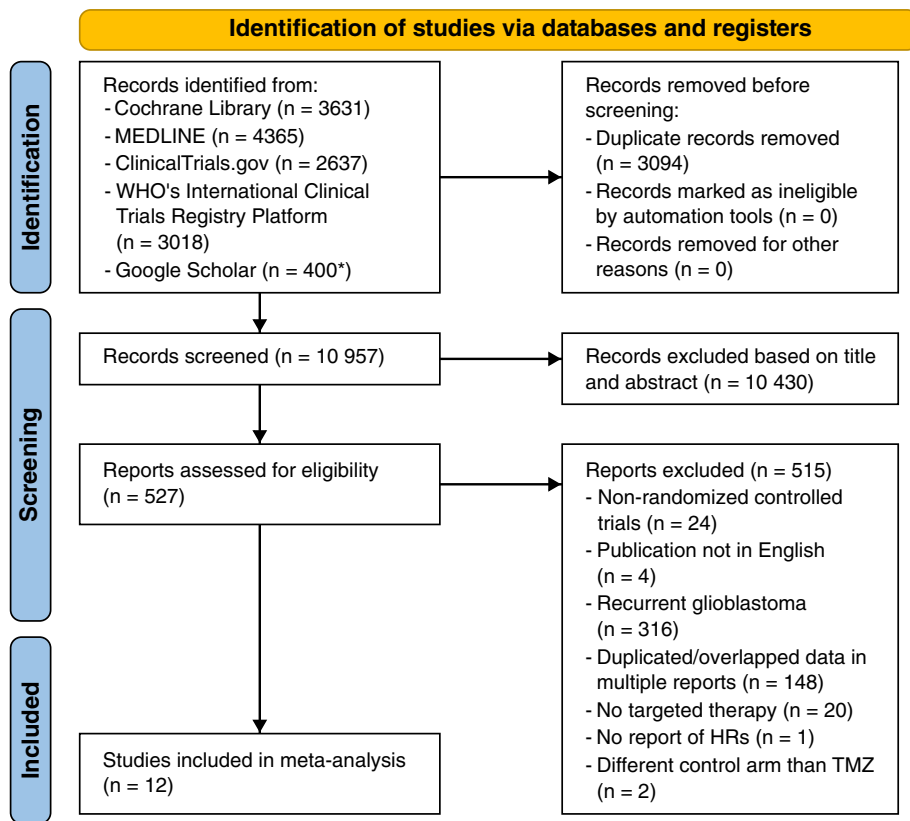 Identification of studies via databases and registers
Identification
Records identified from:
- Cochrane Library (n = 3631)
- MEDLINE (n = 4365)
- ClinicalTrials.gov (n = 2637)
- WHO's International Clinical
Trials Registry Platform
(n = 3018)
- Google Scholar (n = 400*)
Records removed before
screening:
- Duplicate records removed
(n = 3094)
- Records marked as ineligible
by automation tools (n = 0)
- Records removed for other
reasons (n = 0)
Screening
Records screened (n = 10 957)
Records excluded based on title
and abstract (n = 10 430)
Reports assessed for eligibility
(n = 527)
Reports excluded (n = 515)
- Non-randomized controlled
trials (n = 24)
- Publication not in English
(n = 4)
- Recurrent glioblastoma
(n = 316)
- Duplicated/overlapped data in
multiple reports (n = 148)
- No targeted therapy (n = 20)
- No report of HRs (n = 1)
- Different control arm than TMZ
(n = 2)
Included
Studies included in meta-analysis
(n = 12)